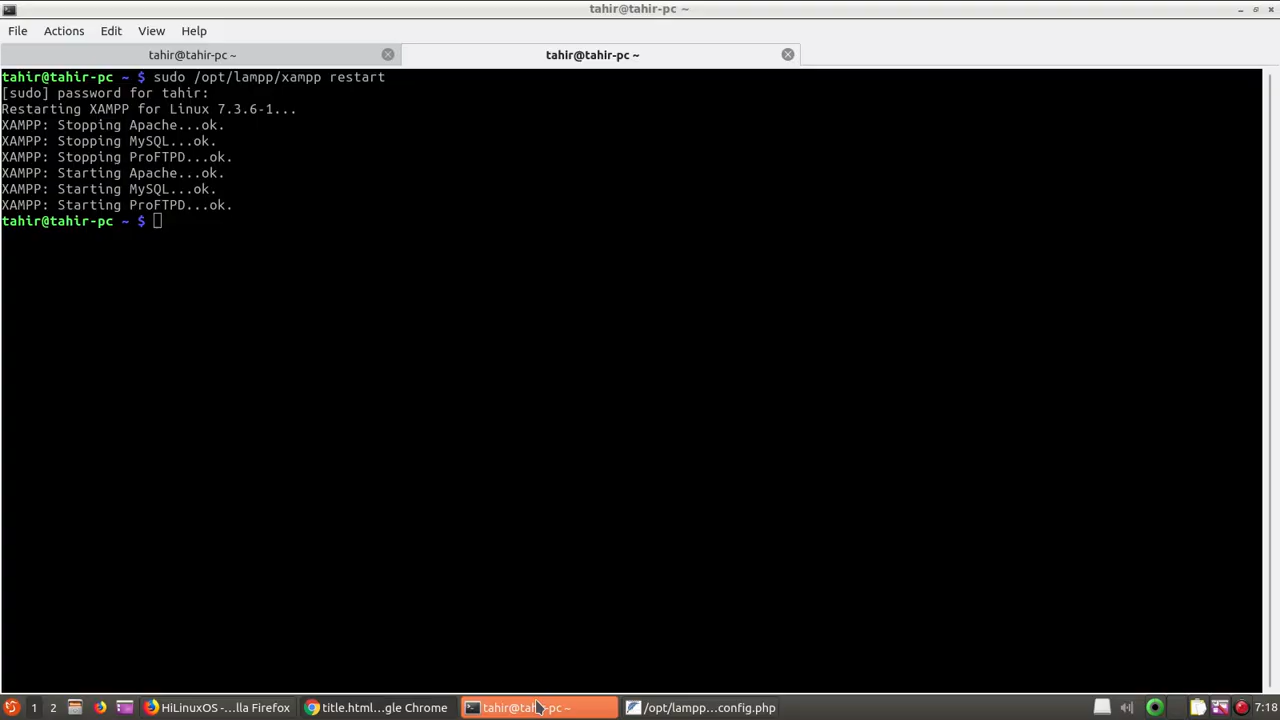 tahir@tahir-pc ~
File Actions Edit View Help
tahir@tahir-pc ~ tahir@tahir-pc ~
tahir@tahir-pc ~ $ sudo /opt/lampp/xampp restart
[sudo] password for tahir:
Restarting XAMPP for Linux 7.3.6-1...
XAMPP: Stopping Apache...ok.
XAMPP: Stopping MySQL...ok.
XAMPP: Stopping ProFTPD...ok.
XAMPP: Starting Apache...ok.
XAMPP: Starting MySQL...ok.
XAMPP: Starting ProFTPD...ok.
tahir@tahir-pc ~ $
1 2 HiLinuxOS -...lla Firefox title.html...gle Chrome tahir@tahir-pc ~ /opt/lampp...config.php 7:18